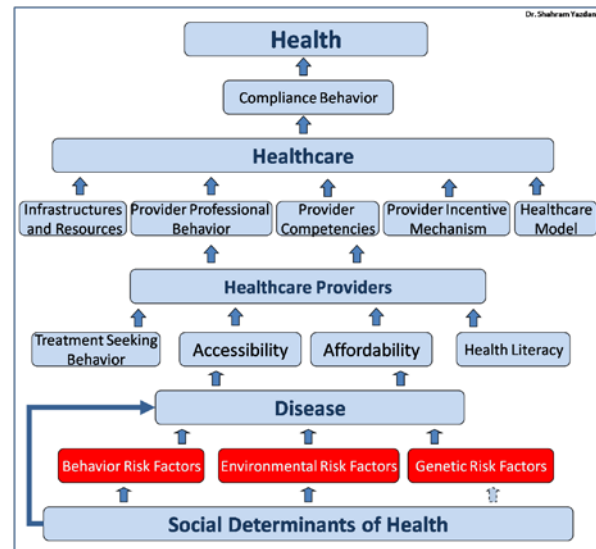 Dr. Shahram Yazdani
Health
Compliance Behavior
Healthcare
Infrastructures
and Resources
Provider Professional
Behavior
Provider
Competencies
Provider Incentive
Mechanism
Healthcare
Model
Healthcare Providers
Treatment Seeking
Behavior
Accessibility
Affordability
Health Literacy
Disease
Behavior Risk Factors
Environmental Risk Factors
Genetic Risk Factors
Social Determinants of Health